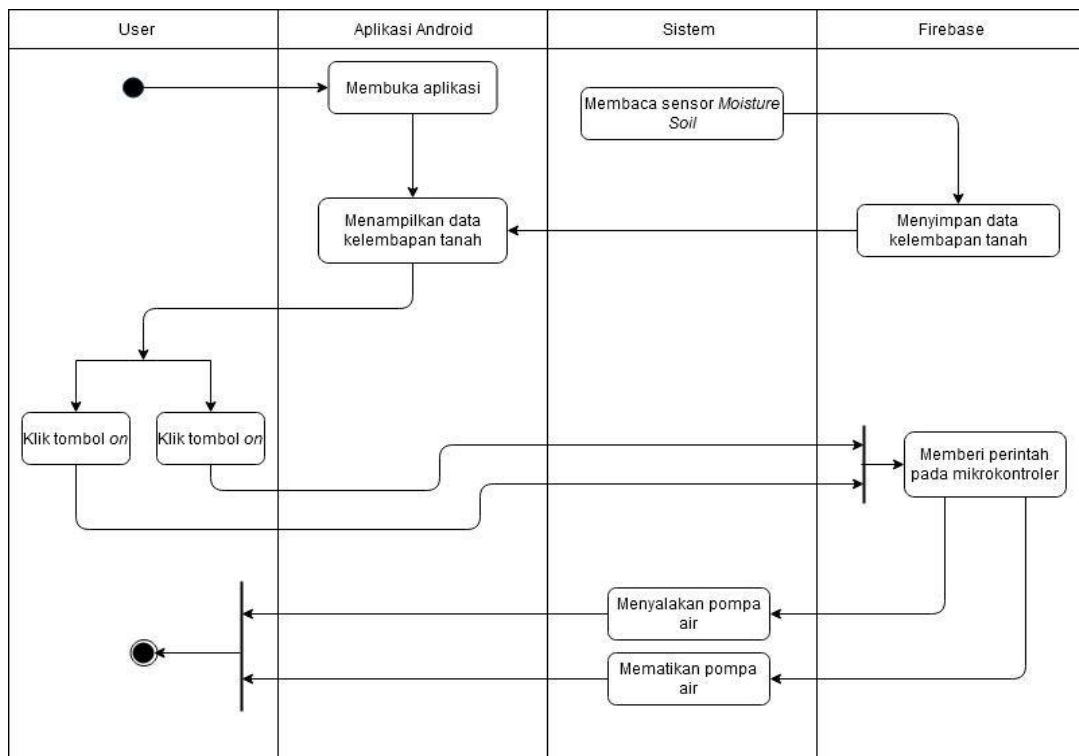 User
Aplikasi Android
Sistem
Firebase
Membuka aplikasi
Membaca sensor Moisture
Soil
Menampilkan data
kelembapan tanah
Menyimpan data
kelembapan tanah
Klik tombol on
Klik tombol on
Memberi perintah
pada mikrokontroler
Menyalakan pompa
air
Mematikan pompa
air